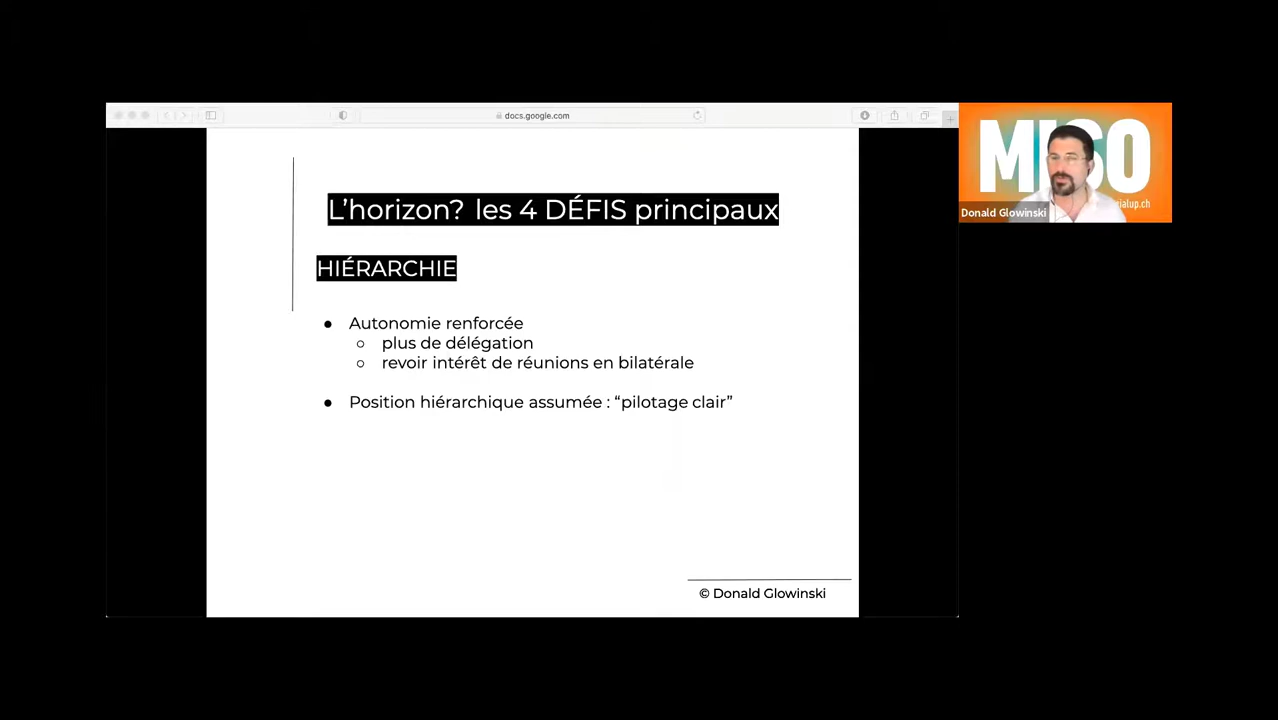 docs.google.com
L'horizon? les 4 DÉFIS principaux
HIÉRARCHIE
● Autonomie renforcée
○ plus de délégation
○ revoir intérêt de réunions en bilatérale
● Position hiérarchique assumée : “pilotage clair”
© Donald Glowinski
Donald Glowinski